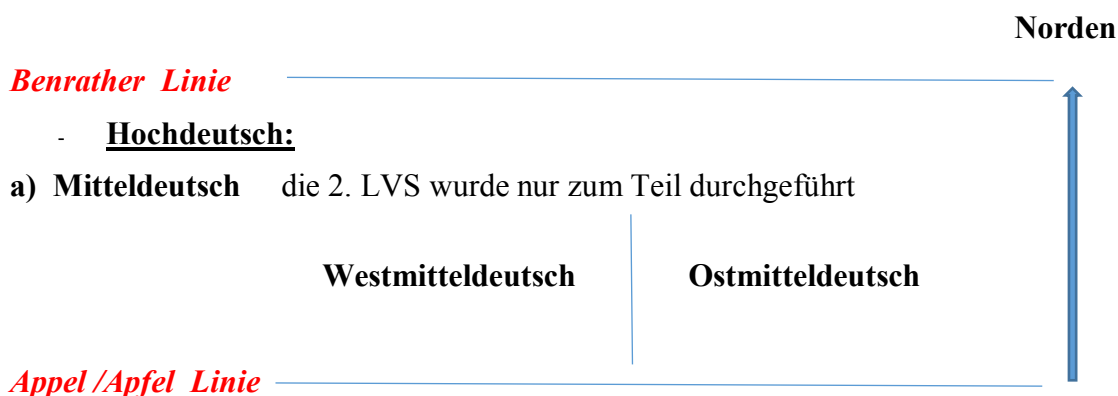 Norden
Benrather Linie
- Hochdeutsch:
a) Mitteldeutsch die 2. LVS wurde nur zum Teil durchgeführt
Westmitteldeutsch Ostmitteldeutsch
Appel /Apfel Linie